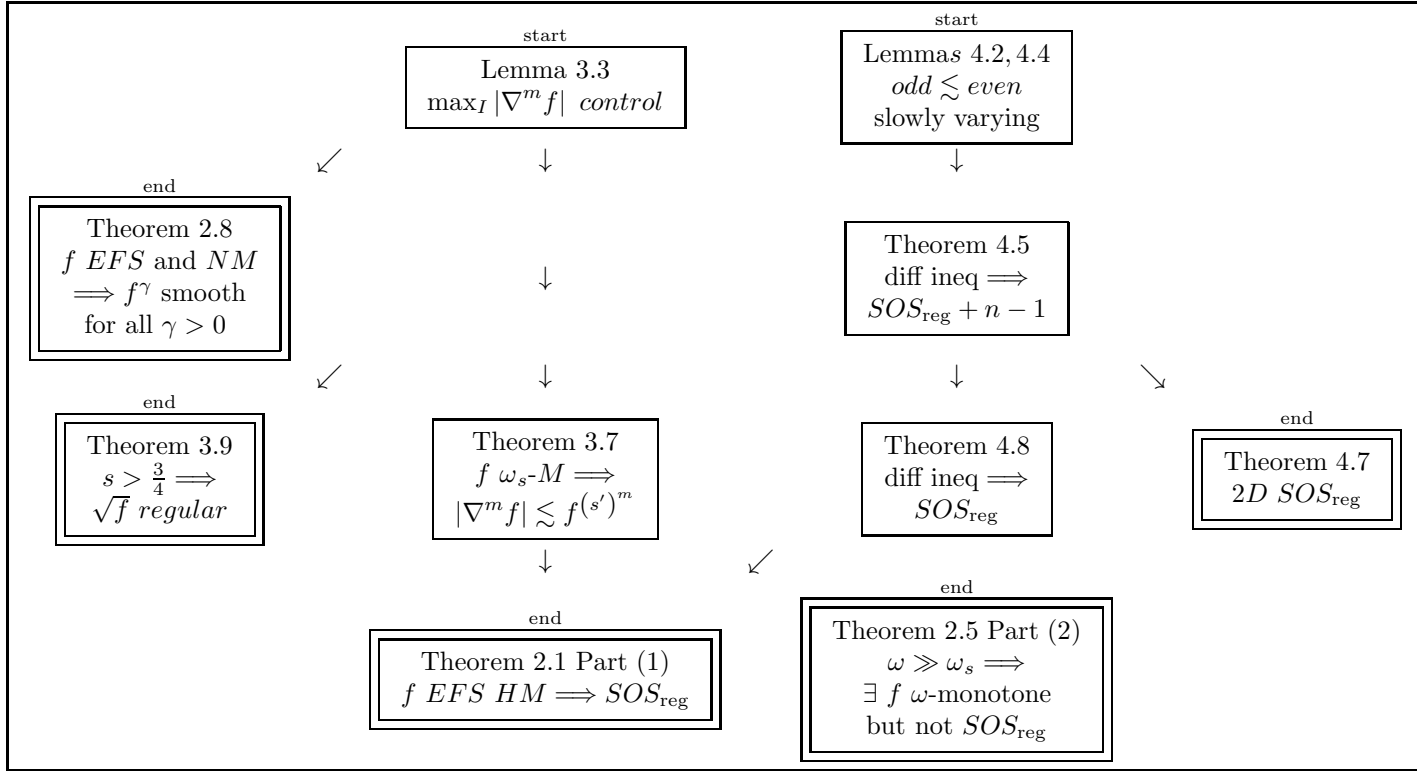 start
Lemma 3.3
max_I |∇^m f| control
start
Lemmas 4.2, 4.4
odd ≲ even
slowly varying
↙ ↓ ↓
end
Theorem 2.8
f EFS and NM
⟹ f^γ smooth
for all γ > 0
↓
Theorem 4.5
diff ineq ⟹
SOS_reg + n − 1
↙ ↓ ↓ ↘
end
Theorem 3.9
s > 3/4 ⟹
√f regular
Theorem 3.7
f ω_s-M ⟹
|∇^m f| ≲ f^{(s′)^m}
Theorem 4.8
diff ineq ⟹
SOS_reg
end
Theorem 4.7
2D SOS_reg
↓ ↙
end
Theorem 2.1 Part (1)
f EFS HM ⟹ SOS_reg
end
Theorem 2.5 Part (2)
ω ≫ ω_s ⟹
∃ f ω-monotone
but not SOS_reg